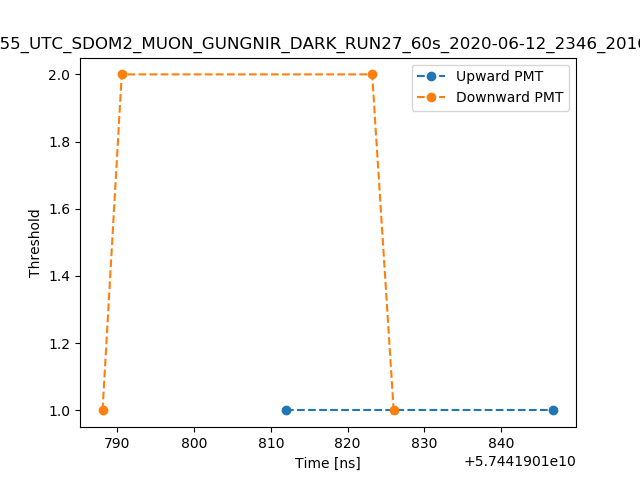 55_UTC_SDOM2_MUON_GUNGNIR_DARK_RUN27_60s_2020-06-12_2346_2016
Upward PMT
Downward PMT
2.0
1.8
1.6
1.4
1.2
1.0
Threshold
790 800 810 820 830 840
Time [ns]
+5.7441901e10